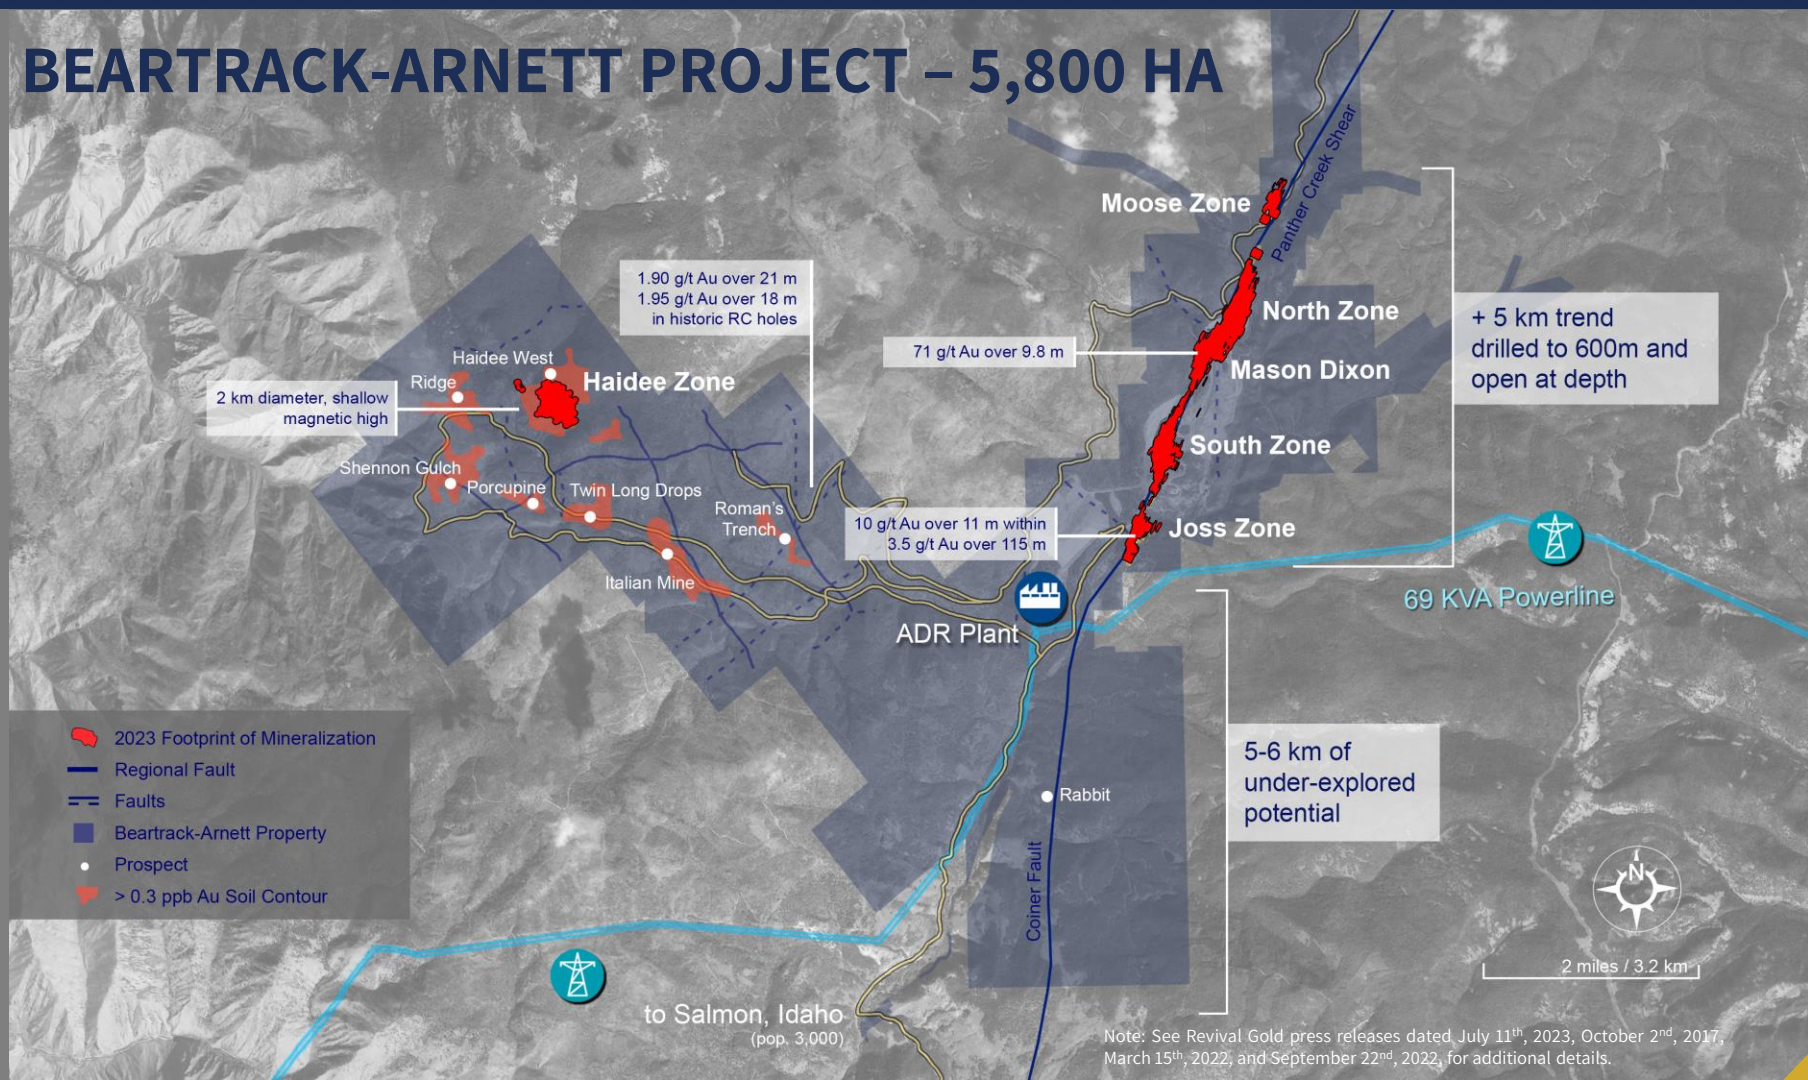 BEARTRACK-ARNETT PROJECT – 5,800 HA
Panther Creek Shear
Moose Zone
1.90 g/t Au over 21 m
1.95 g/t Au over 18 m
in historic RC holes
North Zone
+ 5 km trend
drilled to 600m and
open at depth
71 g/t Au over 9.8 m
Mason Dixon
Haidee West
Haidee Zone
Ridge
2 km diameter, shallow
magnetic high
South Zone
Shennon Gulch
Porcupine
Twin Long Drops
Roman's
Trench
10 g/t Au over 11 m within
3.5 g/t Au over 115 m
Joss Zone
Italian Mine
69 KVA Powerline
ADR Plant
2023 Footprint of Mineralization
Regional Fault
Faults
Beartrack-Arnett Property
Prospect
> 0.3 ppb Au Soil Contour
5-6 km of
under-explored
potential
Rabbit
Coiner Fault
N
2 miles / 3.2 km
to Salmon, Idaho
(pop. 3,000)
Note: See Revival Gold press releases dated July 11th, 2023, October 2nd, 2017,
March 15th, 2022, and September 22nd, 2022, for additional details.